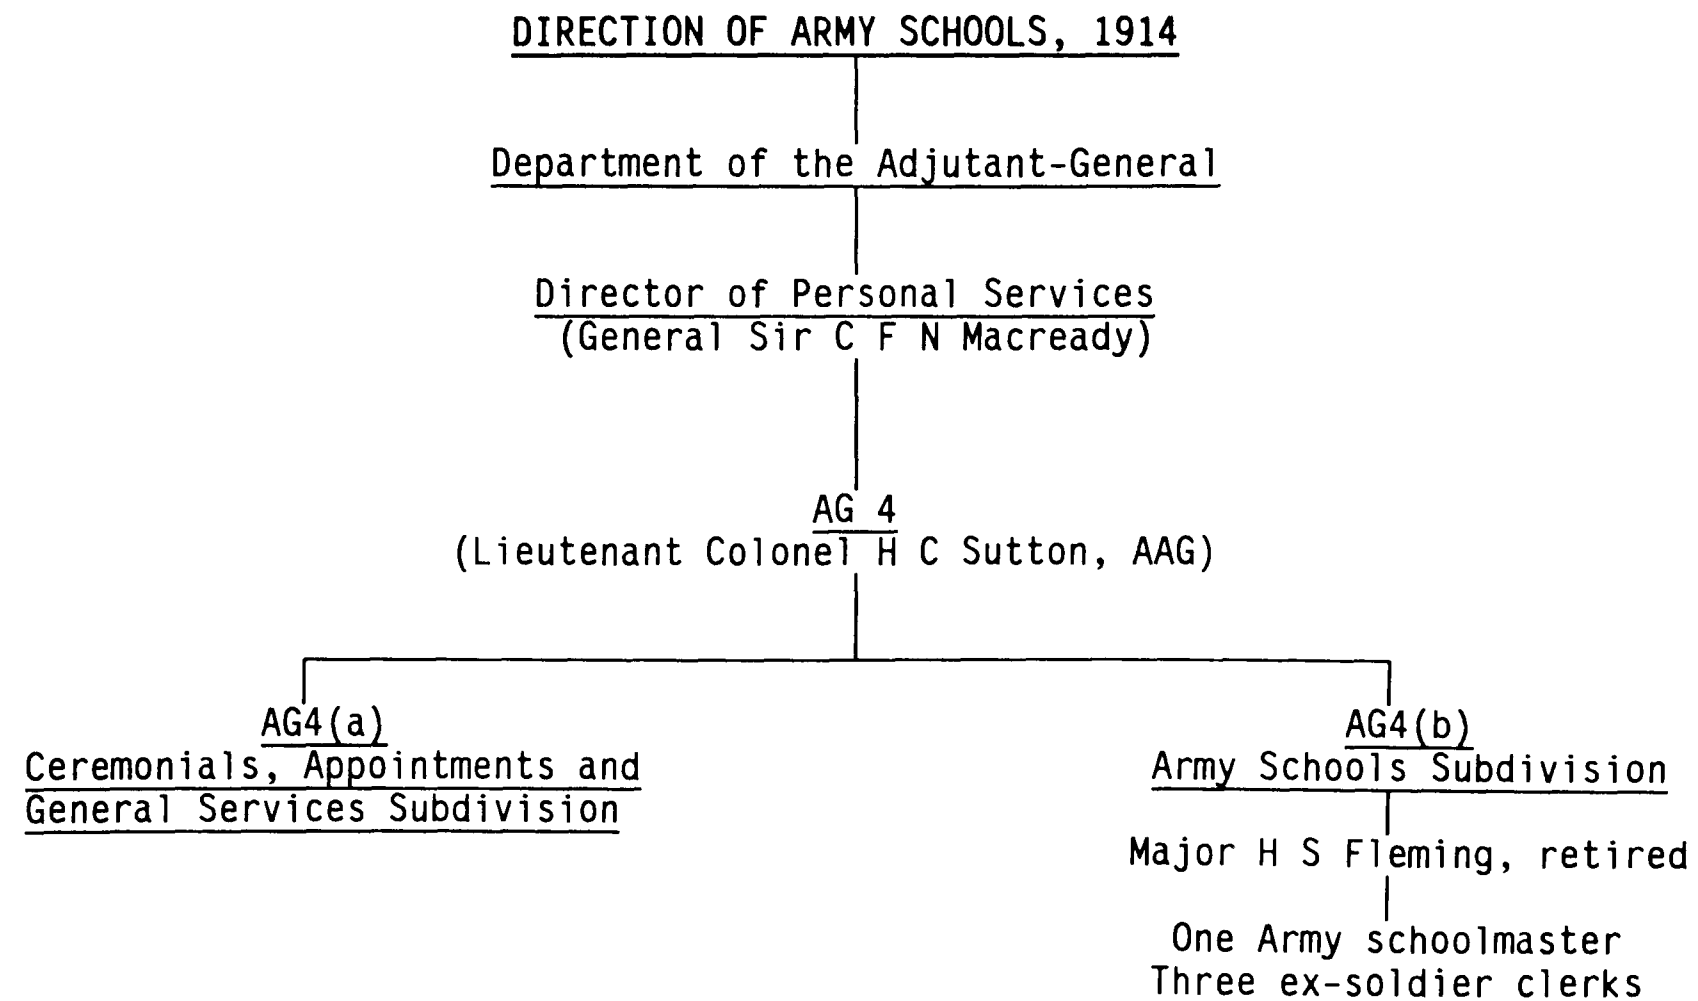 DIRECTION OF ARMY SCHOOLS, 1914
Department of the Adjutant-General
Director of Personal Services
(General Sir C F N Macready)
AG 4
(Lieutenant Colonel H C Sutton, AAG)
AG4(a)
Ceremonials, Appointments and
General Services Subdivision
AG4(b)
Army Schools Subdivision
Major H S Fleming, retired
One Army schoolmaster
Three ex-soldier clerks